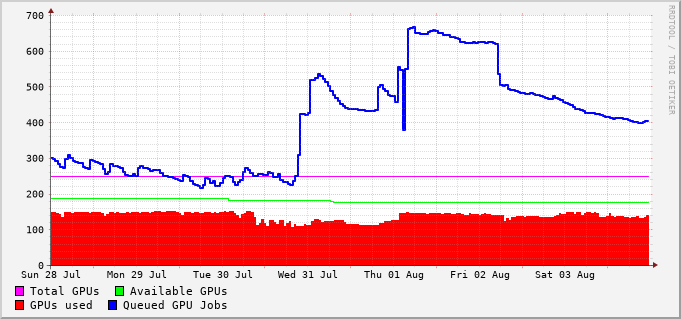 700
600
500
400
300
200
100
0
Sun 28 Jul Mon 29 Jul Tue 30 Jul Wed 31 Jul Thu 01 Aug Fri 02 Aug Sat 03 Aug
Total GPUs Available GPUs
GPUs used Queued GPU Jobs
RRDTOOL / TOBI OETIKER